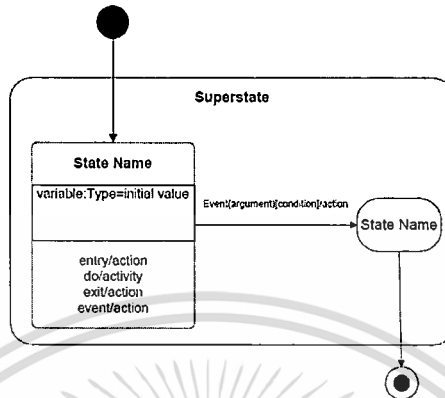 Superstate
State Name
variable:Type=initial value
Event(argument)[condition]/action
State Name
entry/action
do/activity
exit/action
event/action